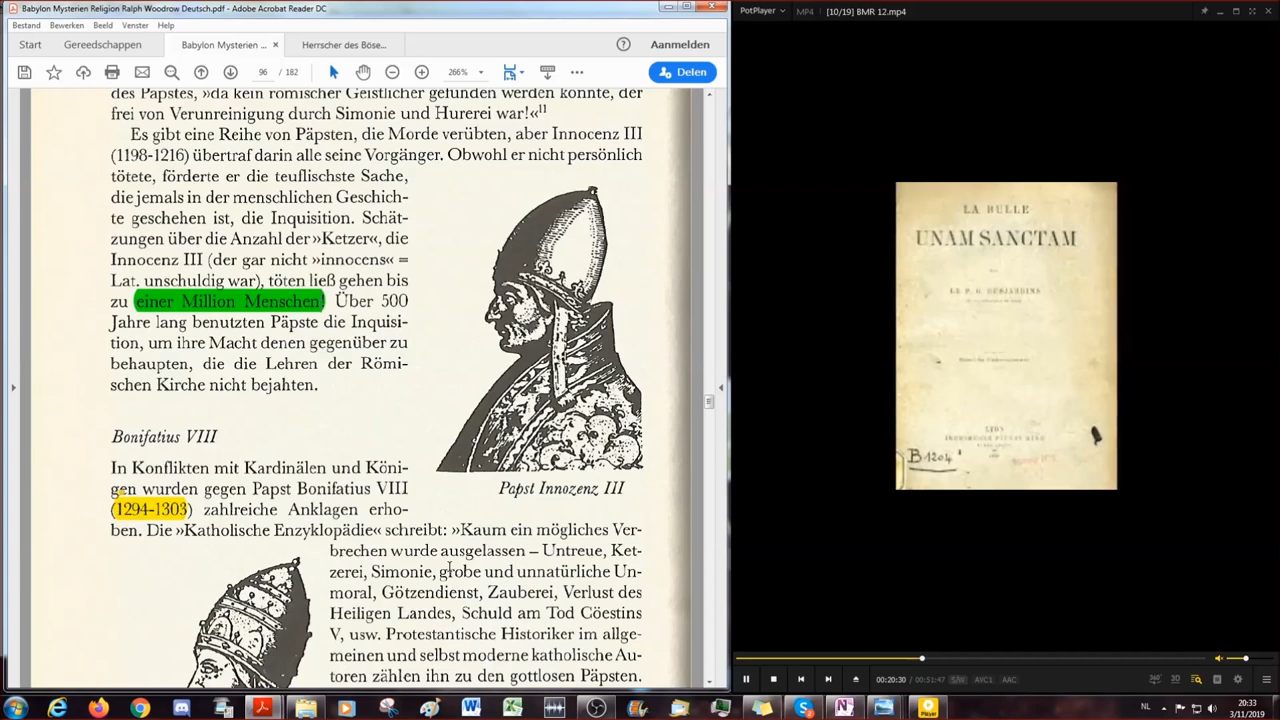 Babylon Mysterien Religion Ralph Woodrow Deutsch.pdf - Adobe Acrobat Reader DC
Bestand Bewerken Beeld Venster Help
Start Gereedschappen Babylon Mysterien ... × Herrscher des Böse... Aanmelden
96 / 182 266% Delen
des Papstes, »da kein römischer Geistlicher gefunden werden konnte, der
frei von Verunreinigung durch Simonie und Hurerei war!«¹¹
Es gibt eine Reihe von Päpsten, die Morde verübten, aber Innocenz III
(1198-1216) übertraf darin alle seine Vorgänger. Obwohl er nicht persönlich
tötete, förderte er die teuflischste Sache,
die jemals in der menschlichen Geschich-
te geschehen ist, die Inquisition. Schät-
zungen über die Anzahl der »Ketzer«, die
Innocenz III (der gar nicht »innocens« =
Lat. unschuldig war), töten ließ gehen bis
zu einer Million Menschen! Über 500
Jahre lang benutzten Päpste die Inquisi-
tion, um ihre Macht denen gegenüber zu
behaupten, die die Lehren der Römi-
schen Kirche nicht bejahten.
Papst Innozenz III
Bonifatius VIII
In Konflikten mit Kardinälen und Köni-
gen wurden gegen Papst Bonifatius VIII
(1294-1303) zahlreiche Anklagen erho-
ben. Die »Katholische Enzyklopädie« schreibt: »Kaum ein mögliches Ver-
brechen wurde ausgelassen – Untreue, Ket-
zerei, Simonie, grobe und unnatürliche Un-
moral, Götzendienst, Zauberei, Verlust des
Heiligen Landes, Schuld am Tod Cöestins
V, usw. Protestantische Historiker im allge-
meinen und selbst moderne katholische Au-
toren zählen ihn zu den gottlosen Päpsten.
PotPlayer MP4 [10/19] BMR 12.mp4
LA BULLE
UNAM SANCTAM
LE P. G. DESJARDINS
LYON
B 1204
00:20:30 / 00:51:47 S/W AVC1 AAC
NL 20:33
3/11/2019